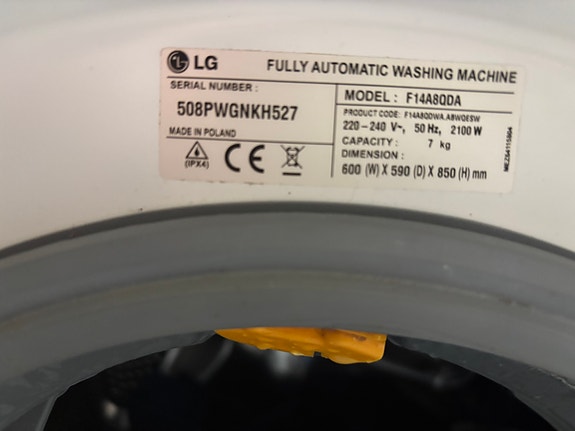 LG FULLY AUTOMATIC WASHING MACHINE
SERIAL NUMBER :
508PWGNKH527
MADE IN POLAND
(IPX4)
MODEL : F14A8QDA
PRODUCT CODE: F14A8QDWA.ABWQESW
220-240 V~, 50 Hz, 2100 W
CAPACITY : 7 kg
DIMENSION :
600 (W) X 590 (D) X 850 (H) mm